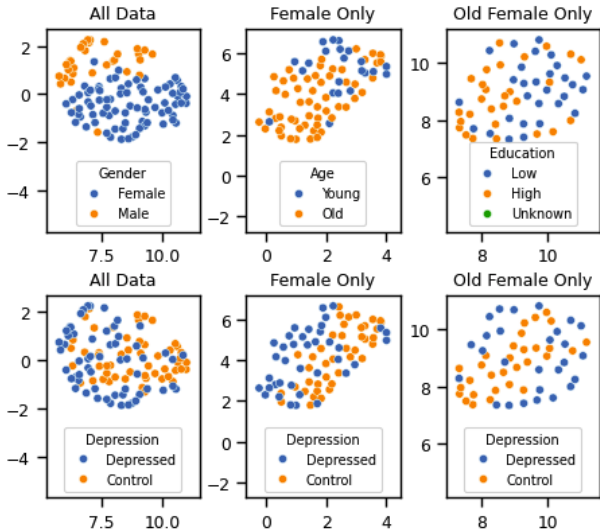 All Data
Female Only
Old Female Only
2
0
−2
−4
Gender
Female
Male
7.5
10.0
6
4
2
0
−2
Age
Young
Old
0
2
4
10
8
6
Education
Low
High
Unknown
8
10
All Data
Female Only
Old Female Only
2
0
−2
−4
Depression
Depressed
Control
7.5
10.0
6
4
2
0
−2
Depression
Depressed
Control
0
2
4
10
8
6
Depression
Depressed
Control
8
10